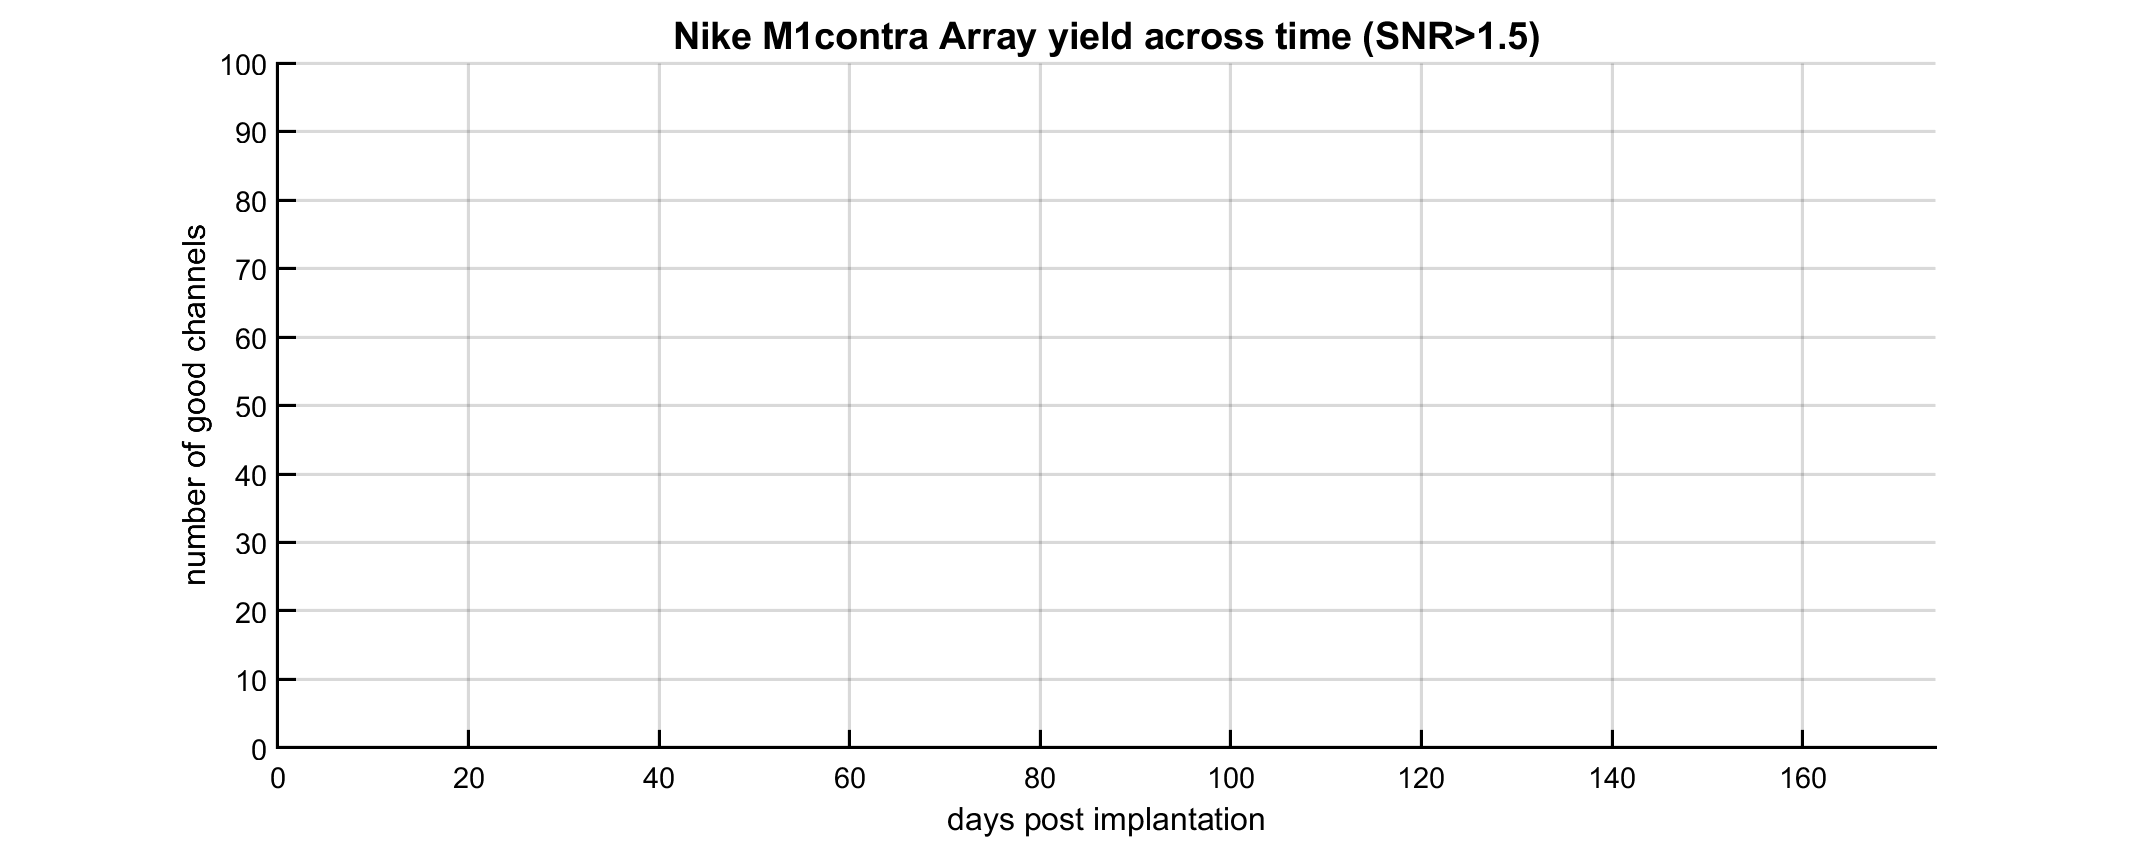 Nike M1contra Array yield across time (SNR>1.5)
100
90
80
70
60
50
40
30
20
10
0
number of good channels
0 20 40 60 80 100 120 140 160
days post implantation